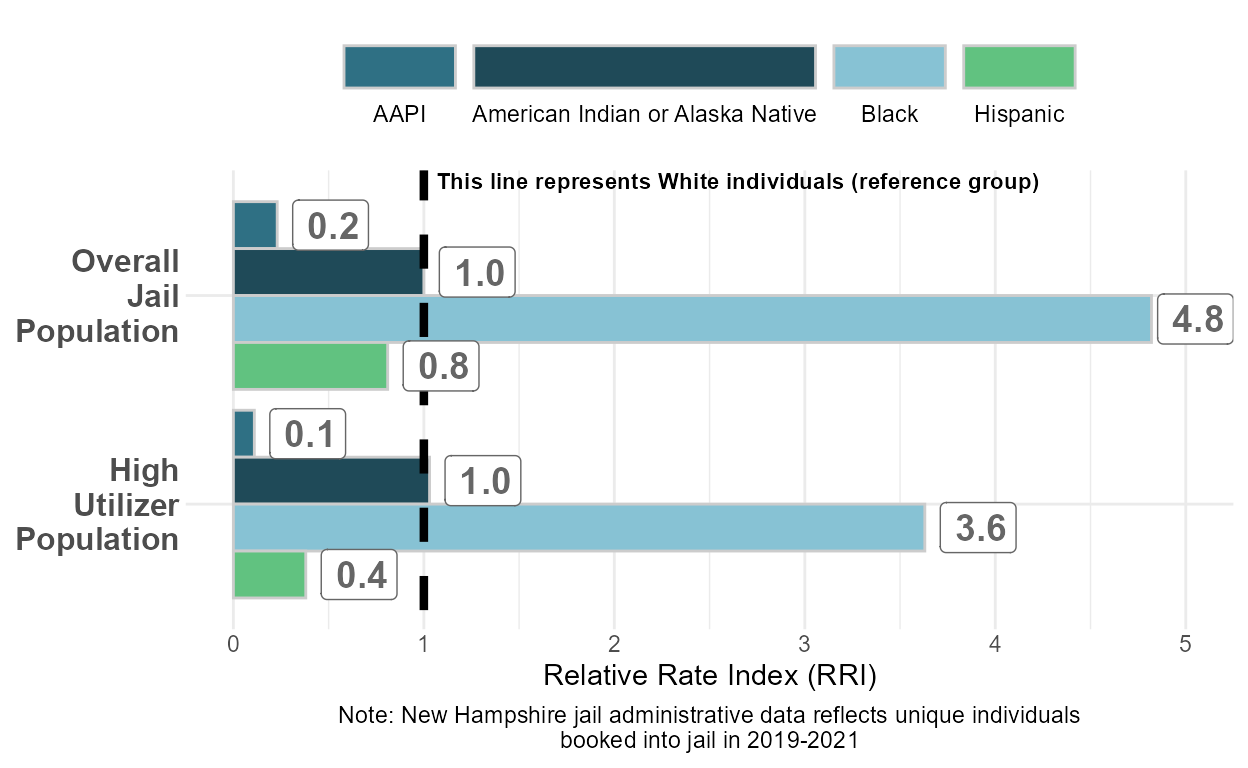 AAPI
American Indian or Alaska Native
Black
Hispanic
This line represents White individuals (reference group)
Overall
Jail
Population
0.2
1.0
4.8
0.8
High
Utilizer
Population
0.1
1.0
3.6
0.4
0
1
2
3
4
5
Relative Rate Index (RRI)
Note: New Hampshire jail administrative data reflects unique individuals
booked into jail in 2019-2021